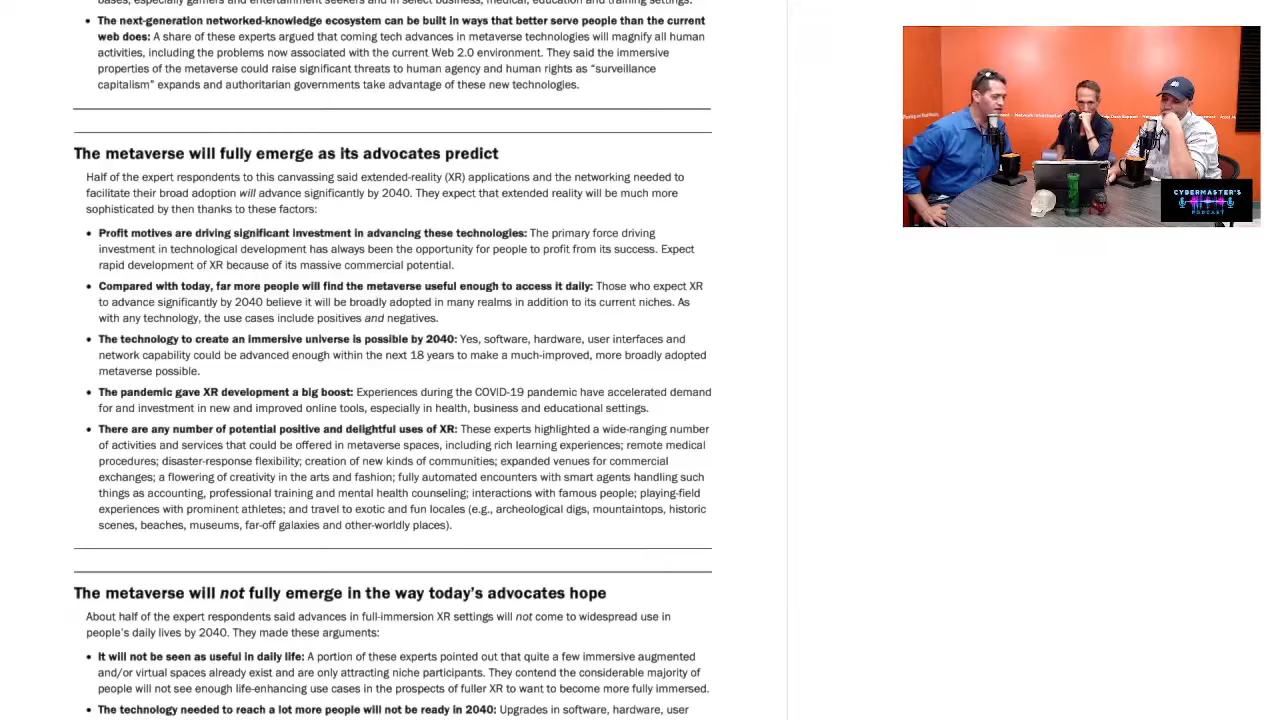 bases, especially gamers and entertainment seekers and in select business, medical, education and training settings.
• The next-generation networked-knowledge ecosystem can be built in ways that better serve people than the current
web does: A share of these experts argued that coming tech advances in metaverse technologies will magnify all human
activities, including the problems now associated with the current Web 2.0 environment. They said the immersive
properties of the metaverse could raise significant threats to human agency and human rights as “surveillance
capitalism” expands and authoritarian governments take advantage of these new technologies.
The metaverse will fully emerge as its advocates predict
Half of the expert respondents to this canvassing said extended-reality (XR) applications and the networking needed to
facilitate their broad adoption will advance significantly by 2040. They expect that extended reality will be much more
sophisticated by then thanks to these factors:
• Profit motives are driving significant investment in advancing these technologies: The primary force driving
investment in technological development has always been the opportunity for people to profit from its success. Expect
rapid development of XR because of its massive commercial potential.
• Compared with today, far more people will find the metaverse useful enough to access it daily: Those who expect XR
to advance significantly by 2040 believe it will be broadly adopted in many realms in addition to its current niches. As
with any technology, the use cases include positives and negatives.
• The technology to create an immersive universe is possible by 2040: Yes, software, hardware, user interfaces and
network capability could be advanced enough within the next 18 years to make a much-improved, more broadly adopted
metaverse possible.
• The pandemic gave XR development a big boost: Experiences during the COVID-19 pandemic have accelerated demand
for and investment in new and improved online tools, especially in health, business and educational settings.
• There are any number of potential positive and delightful uses of XR: These experts highlighted a wide-ranging number
of activities and services that could be offered in metaverse spaces, including rich learning experiences; remote medical
procedures; disaster-response flexibility; creation of new kinds of communities; expanded venues for commercial
exchanges; a flowering of creativity in the arts and fashion; fully automated encounters with smart agents handling such
things as accounting, professional training and mental health counseling; interactions with famous people; playing-field
experiences with prominent athletes; and travel to exotic and fun locales (e.g., archeological digs, mountaintops, historic
scenes, beaches, museums, far-off galaxies and other-worldly places).
The metaverse will not fully emerge in the way today’s advocates hope
About half of the expert respondents said advances in full-immersion XR settings will not come to widespread use in
people’s daily lives by 2040. They made these arguments:
• It will not be seen as useful in daily life: A portion of these experts pointed out that quite a few immersive augmented
and/or virtual spaces already exist and are only attracting niche participants. They contend the considerable majority of
people will not see enough life-enhancing use cases in the prospects of fuller XR to want to become more fully immersed.
• The technology needed to reach a lot more people will not be ready in 2040: Upgrades in software, hardware, user
CYBERMASTER'S
PODCAST